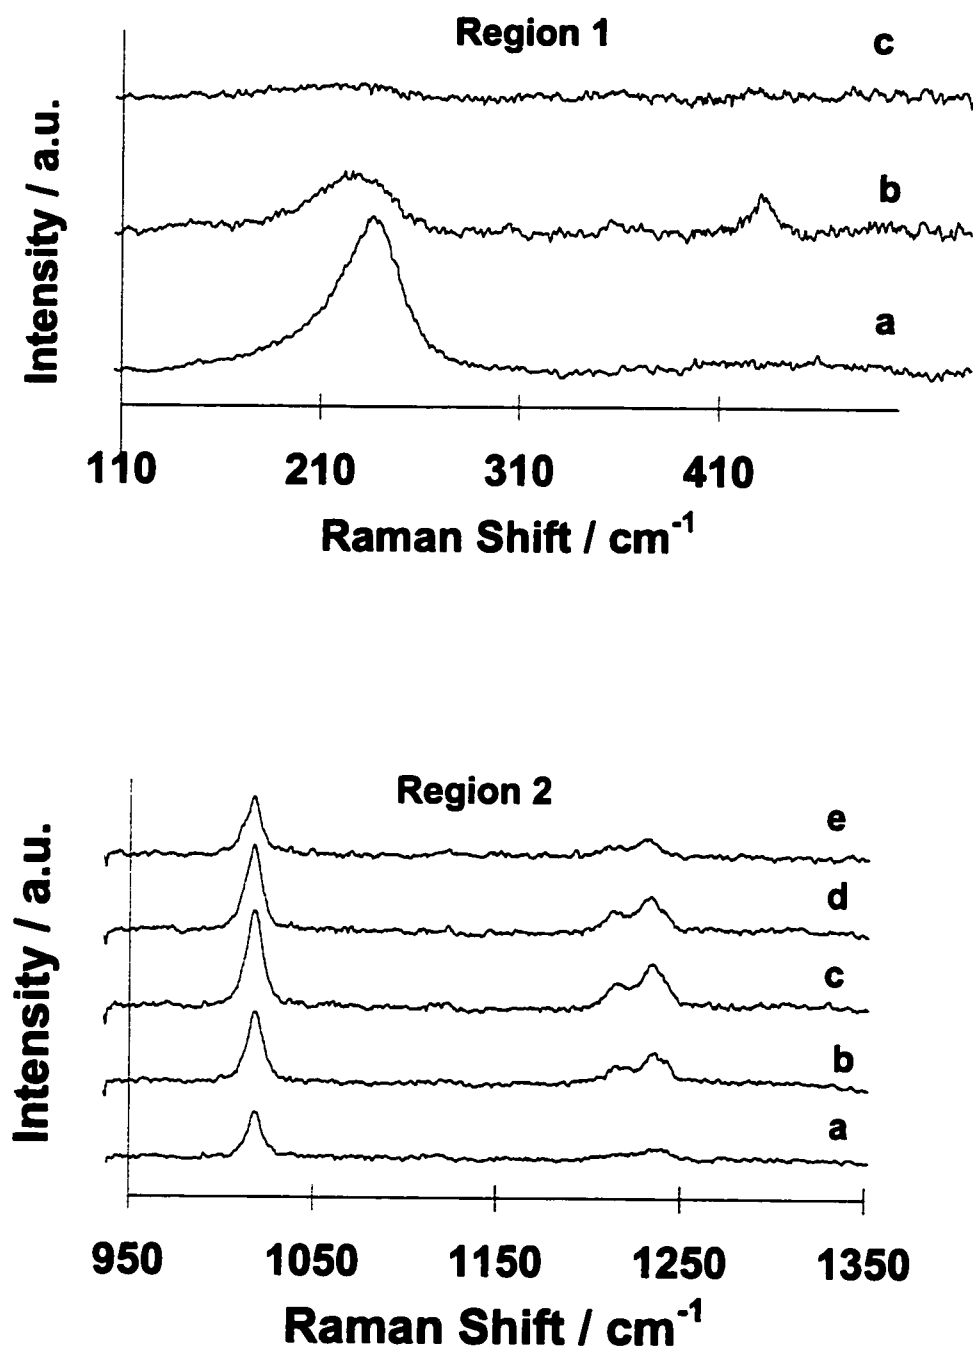 Region 1
c
b
a
Intensity / a.u.
110 210 310 410
Raman Shift / cm⁻¹
Region 2
e
d
c
b
a
Intensity / a.u.
950 1050 1150 1250 1350
Raman Shift / cm⁻¹